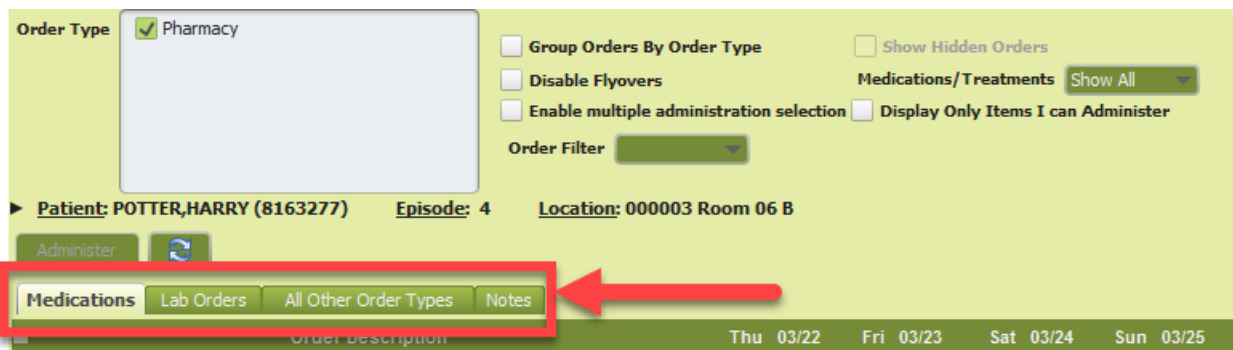 Order Type
Pharmacy
Group Orders By Order Type
Show Hidden Orders
Disable Flyovers
Medications/Treatments Show All
Enable multiple administration selection
Display Only Items I can Administer
Order Filter
Patient: POTTER,HARRY (8163277) Episode: 4 Location: 000003 Room 06 B
Administer
Medications Lab Orders All Other Order Types Notes
Order Description Thu 03/22 Fri 03/23 Sat 03/24 Sun 03/25